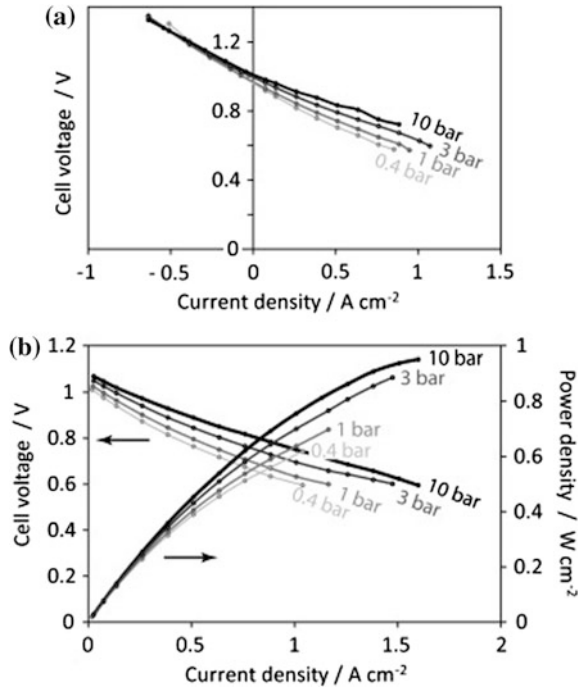 (a)
1.2
0.8
0.4
0
Cell voltage / V
10 bar
3 bar
1 bar
0.4 bar
-1
- 0.5
0
0.5
1
1.5
Current density / A cm-2
(b)
1.2
1
0.8
0.6
0.4
0.2
0
Cell voltage / V
10 bar
3 bar
1 bar
0.4 bar
0.4 bar
1 bar
3 bar
10 bar
1
0.8
0.6
0.4
0.2
0
Power density / W cm-2
0
0.5
1
1.5
2
Current density / A cm-2